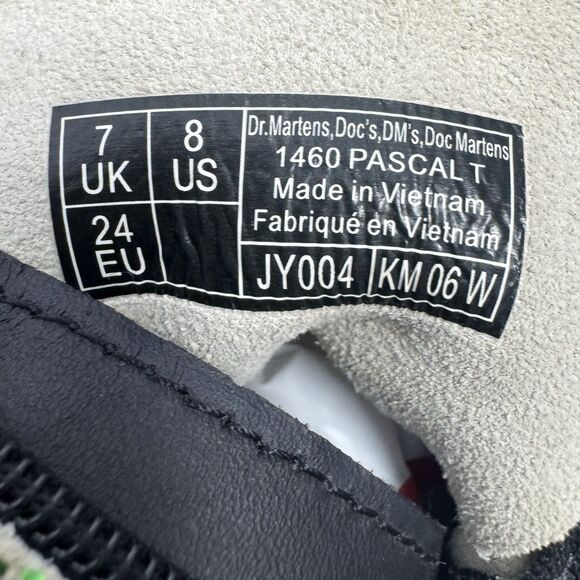 7 UK
8 US
24 EU
Dr.Martens,Doc's,DM's,Doc Martens
1460 PASCAL T
Made in Vietnam
Fabriqué en Vietnam
JY004
KM 06 W